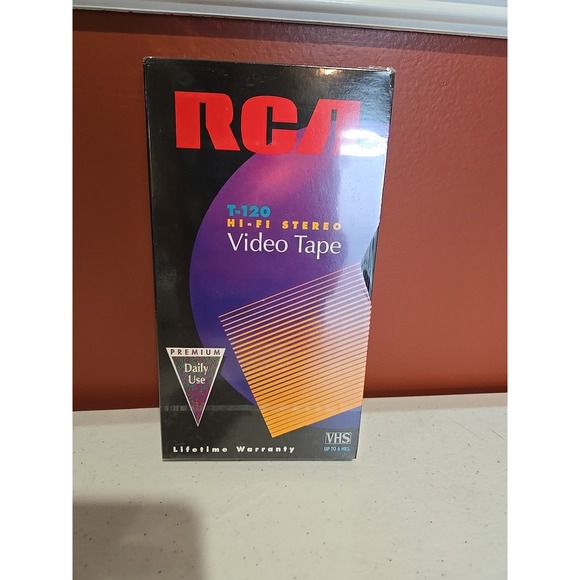 RCA
T-120
HI-FI STEREO
Video Tape
PREMIUM
Daily
Use
Lifetime Warranty
VHS
UP TO 6 HRS.